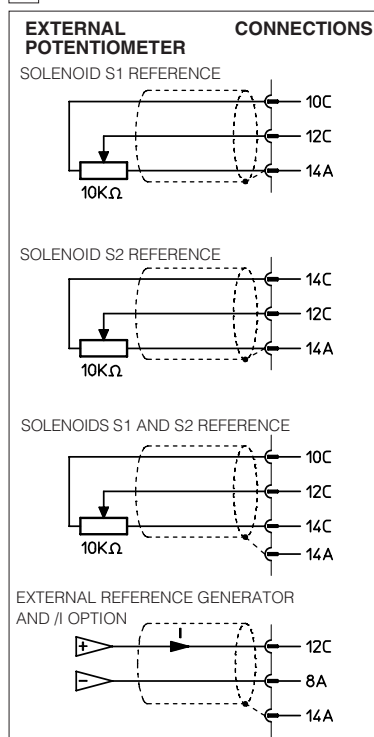 EXTERNAL CONNECTIONS
POTENTIOMETER
SOLENOID S1 REFERENCE
10C
12C
14A
10KΩ
SOLENOID S2 REFERENCE
14C
12C
14A
10KΩ
SOLENOIDS S1 AND S2 REFERENCE
10C
12C
14C
10KΩ
14A
EXTERNAL REFERENCE GENERATOR
AND /I OPTION
I
+
12C
-
8A
14A